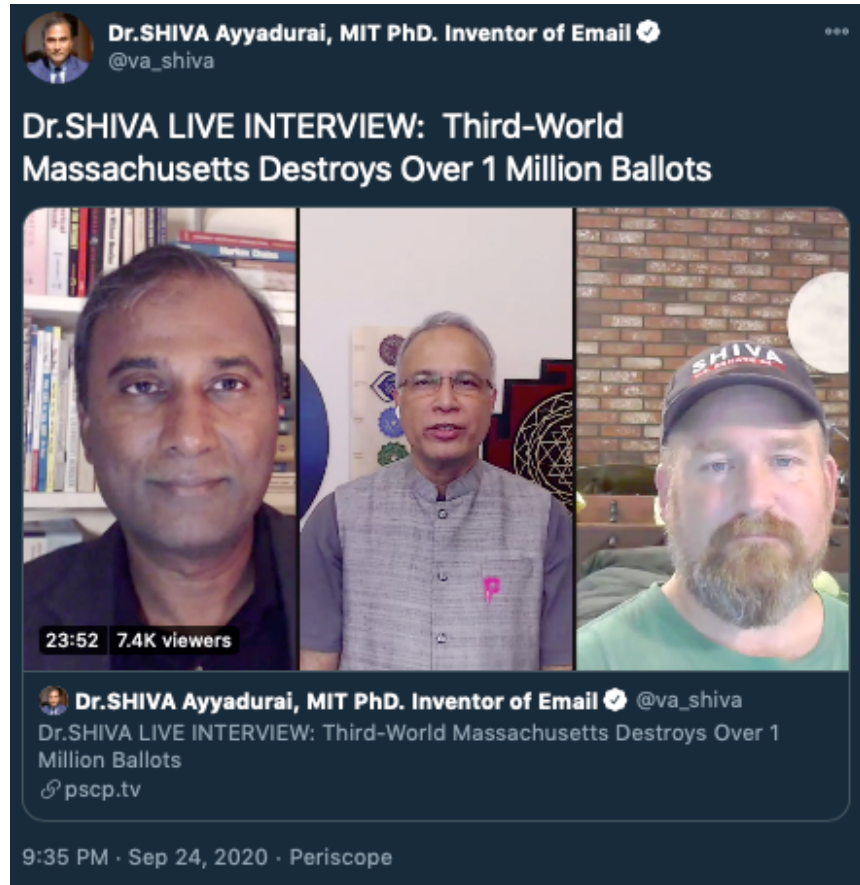 Dr.SHIVA Ayyadurai, MIT PhD. Inventor of Email
@va_shiva
Dr.SHIVA LIVE INTERVIEW: Third-World
Massachusetts Destroys Over 1 Million Ballots
Markov Chains
SHIVA
23:52 7.4K viewers
Dr.SHIVA Ayyadurai, MIT PhD. Inventor of Email @va_shiva
Dr.SHIVA LIVE INTERVIEW: Third-World Massachusetts Destroys Over 1
Million Ballots
pscp.tv
9:35 PM · Sep 24, 2020 · Periscope